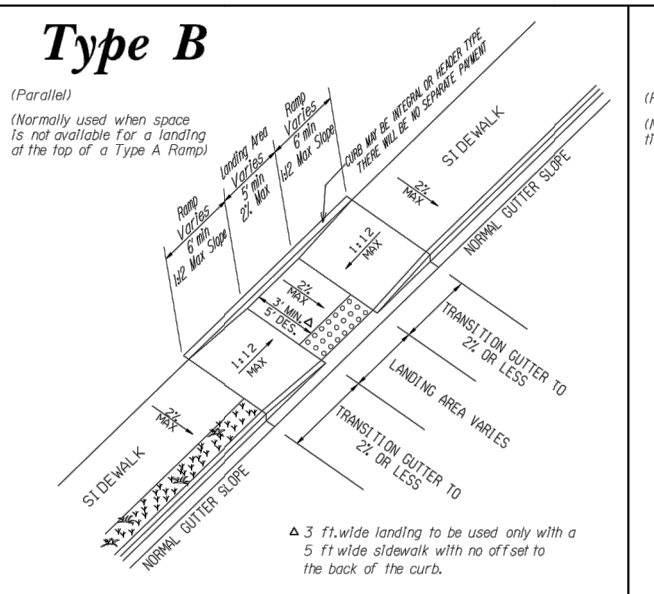 Type B
(Parallel)
(Normally used when space
is not available for a landing
at the top of a Type A Ramp)
Ramp
Varies
6' min
1:12 Max Slope
Landing Area
Varies
5' min
2% Max
Ramp
Varies
6' min
1:12 Max Slope
CURB MAY BE INTEGRAL OR HEADER TYPE
THERE WILL BE NO SEPARATE PAYMENT
SIDEWALK
2%
MAX
NORMAL GUTTER SLOPE
1:12
MAX
2%
MAX
3' MIN. Δ
5' DES.
1:12
MAX
TRANSITION GUTTER TO
2% OR LESS
LANDING AREA VARIES
TRANSITION GUTTER TO
2% OR LESS
2%
MAX
SIDEWALK
NORMAL GUTTER SLOPE
Δ 3 ft.wide landing to be used only with a
5 ft wide sidewalk with no offset to
the back of the curb.